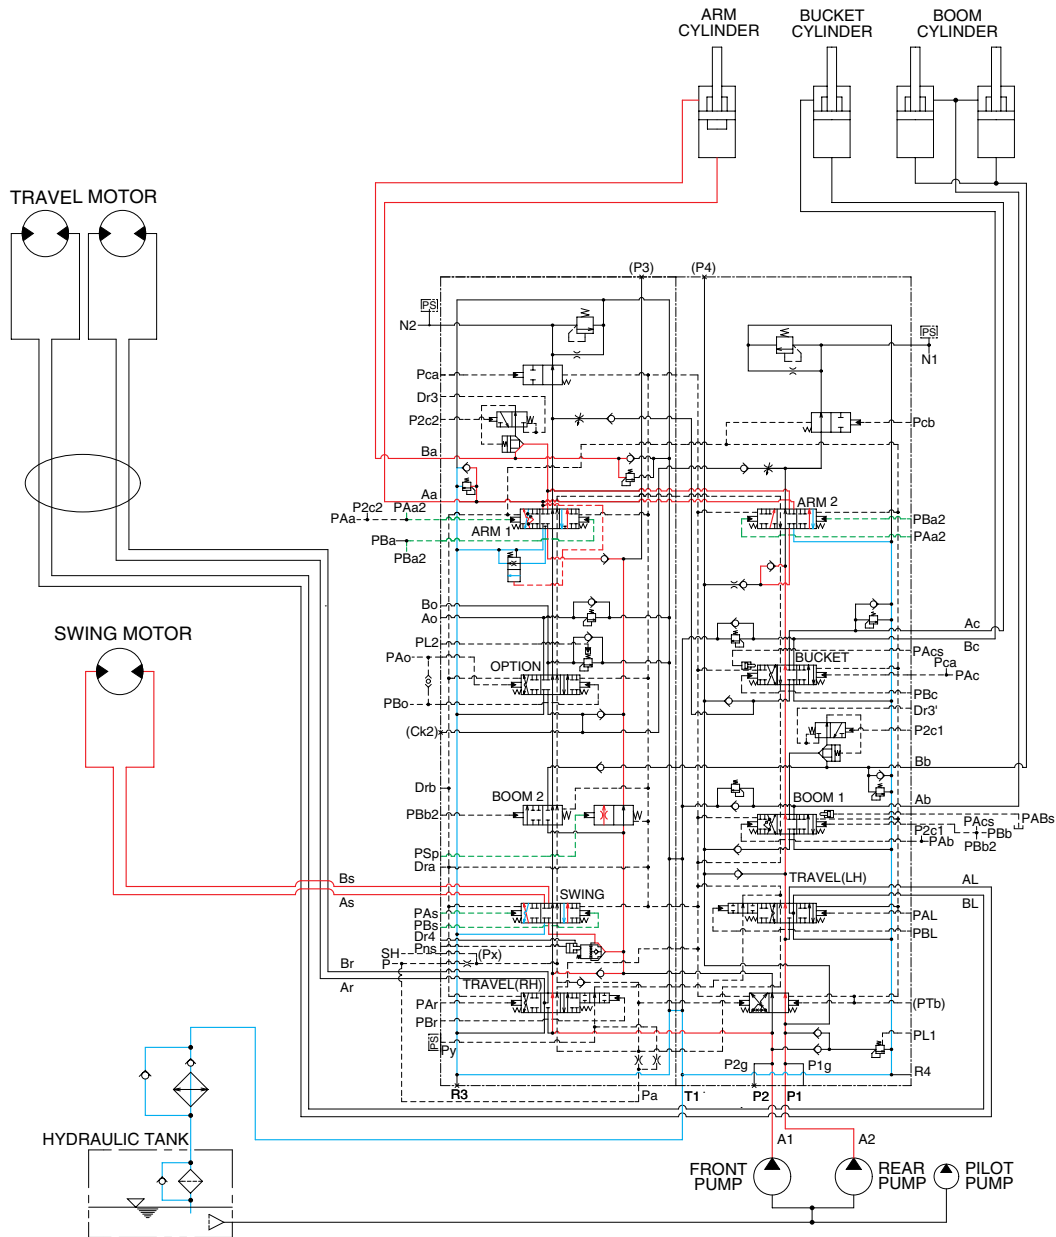 ARM
CYLINDER
BUCKET
CYLINDER
BOOM
CYLINDER
TRAVEL MOTOR
(P3)
(P4)
PS
N2
PS
N1
Pca
Dr3
P2c2
Pcb
Ba
Aa
P2c2
PAa2
PAa
ARM 1
ARM 2
PBa
PBa2
PBa2
PAa2
Bo
Ao
PL2
PAo
OPTION
PBo
(Ck2)
Ac
Bc
PAcs
BUCKET
Pca
PAc
PBc
Dr3'
P2c1
SWING MOTOR
Bb
Drb
BOOM 2
PBb2
PSp
Dra
Ab
BOOM 1
PABs
PAcs
P2c1
PBb
PAb
PBb2
TRAVEL(LH)
AL
BL
PAL
PBL
Bs
As
SWING
PAs
PBs
Dr4
Pns
SH
P
(Px)
Br
Ar
TRAVEL(RH)
PAr
PBr
PS
Py
(PTb)
PL1
P2g
P1g
R4
R3
Pa
T1
P2
P1
A1
A2
HYDRAULIC TANK
FRONT
PUMP
REAR
PUMP
PILOT
PUMP